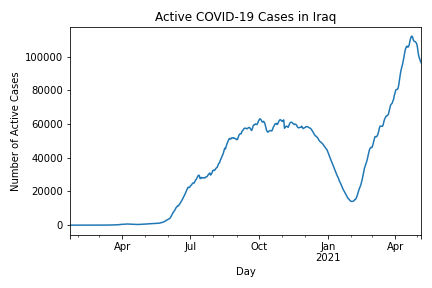 Active COVID-19 Cases in Iraq
Number of Active Cases
100000
80000
60000
40000
20000
0
Apr Jul Oct Jan Apr
2021
Day